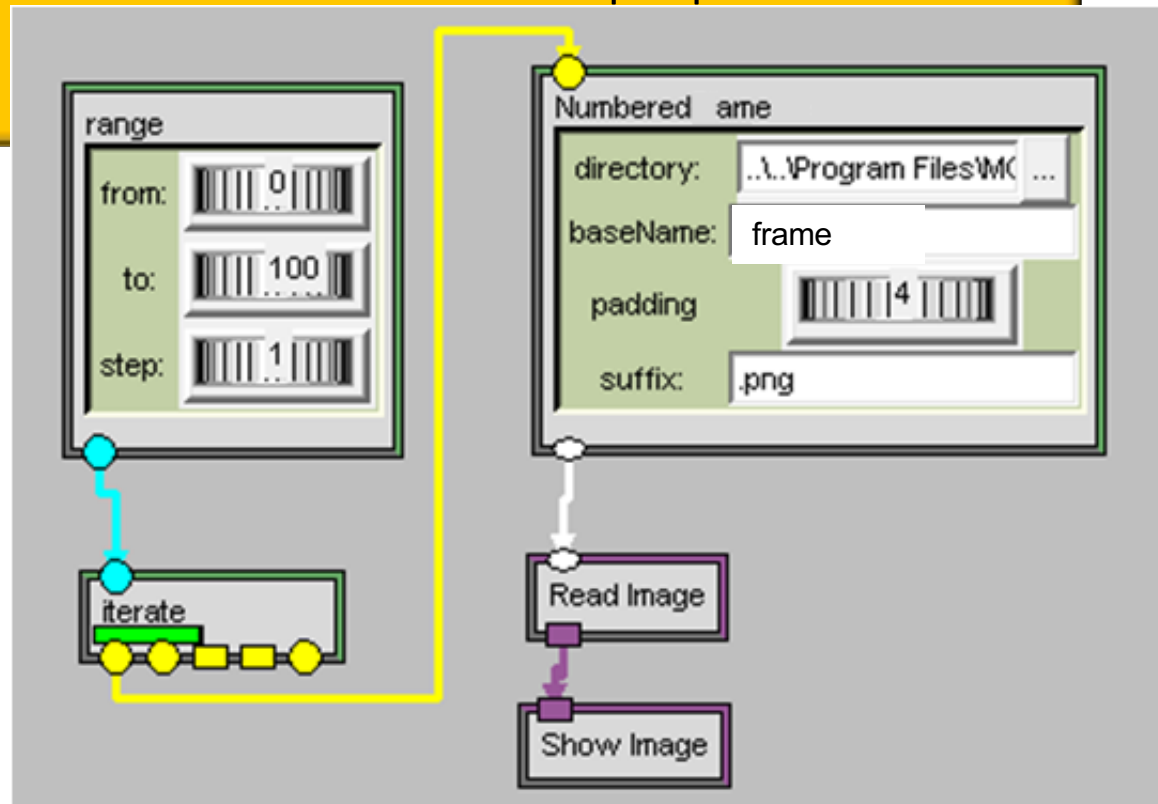 range
from: 0
to: 100
step: 1
iterate
Numbered ame
directory: ..\..\Program Files\M( ...
baseName: frame
padding 4
suffix: .png
Read Image
Show Image